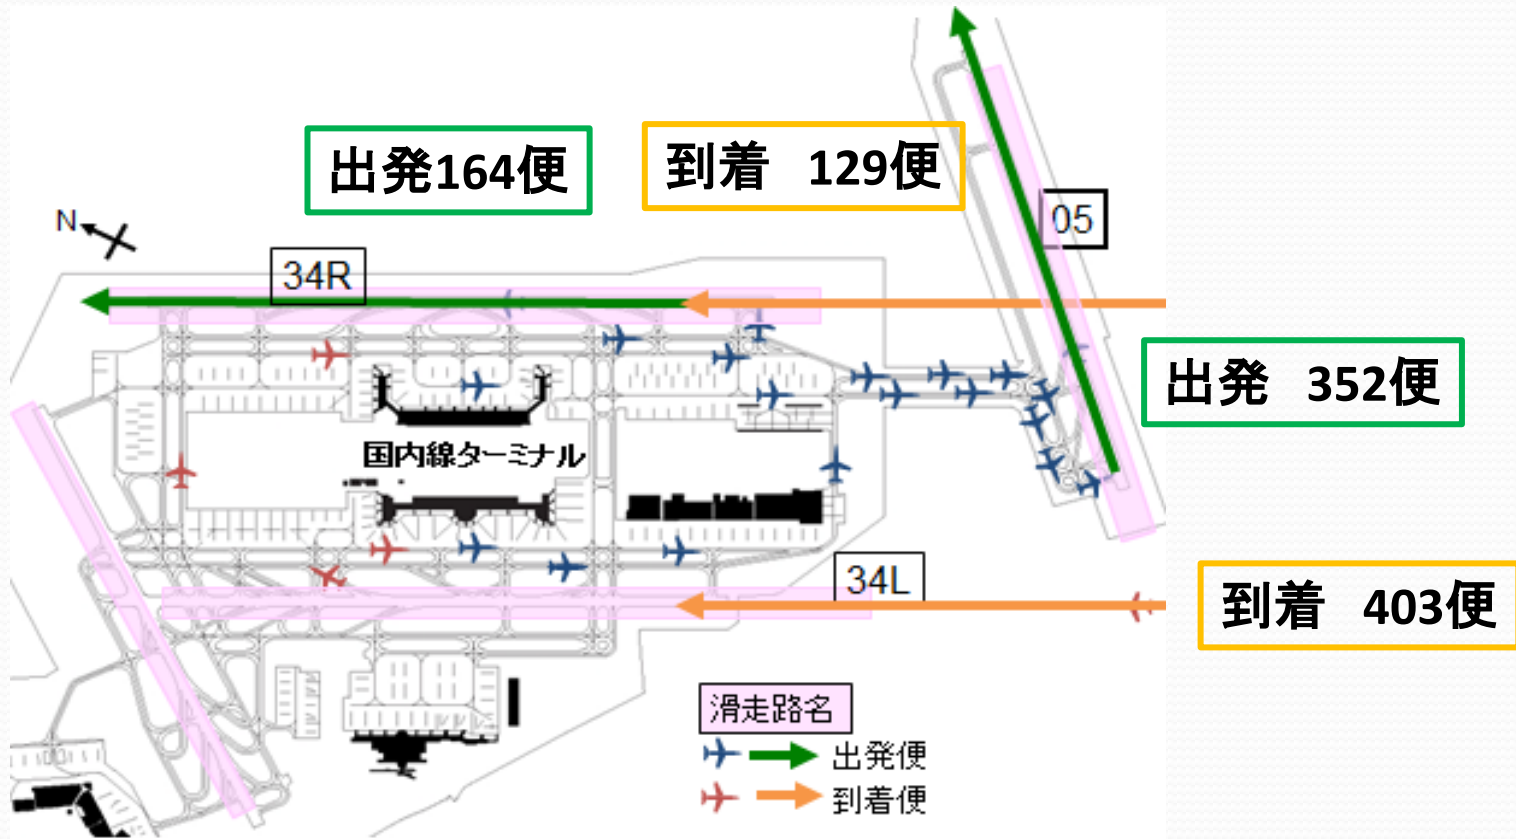 出発164便
到着 129便
N
05
34R
出発 352便
国内線ターミナル
34L
到着 403便
滑走路名
出発便
到着便